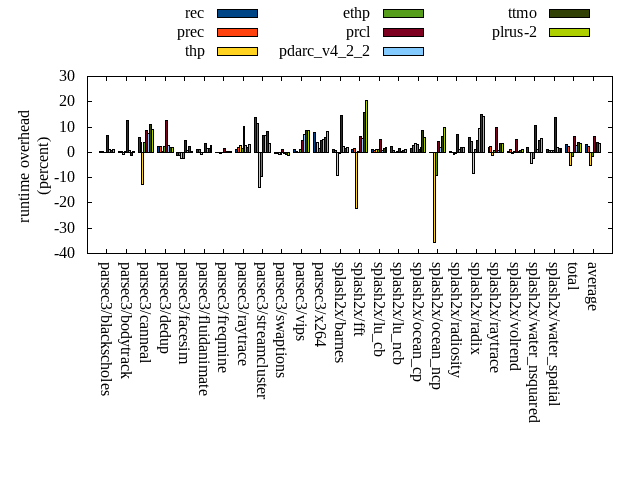 rec ethp ttmo
prec prcl plrus-2
thp pdarc_v4_2_2
runtime overhead
(percent)
30
20
10
0
-10
-20
-30
-40
parsec3/blackscholes
parsec3/bodytrack
parsec3/canneal
parsec3/dedup
parsec3/facesim
parsec3/fluidanimate
parsec3/freqmine
parsec3/raytrace
parsec3/streamcluster
parsec3/swaptions
parsec3/vips
parsec3/x264
splash2x/barnes
splash2x/fft
splash2x/lu_cb
splash2x/lu_ncb
splash2x/ocean_cp
splash2x/ocean_ncp
splash2x/radiosity
splash2x/radix
splash2x/raytrace
splash2x/volrend
splash2x/water_nsquared
splash2x/water_spatial
total
average